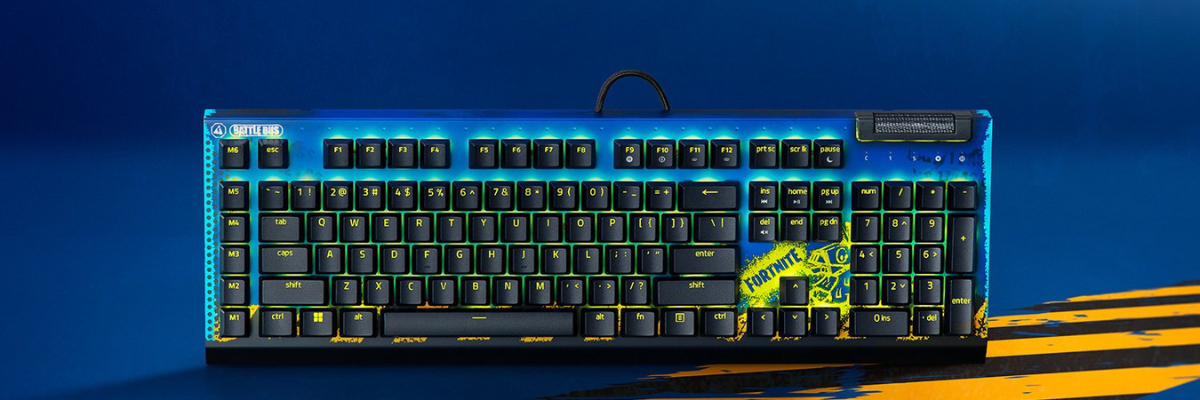 BATTLE BUS
M6 esc F1 F2 F3 F4 F5 F6 F7 F8 F9 F10 F11 F12 prt sc scr lk pause
M5 ` ~ 1 ! 2 @ 3 # 4 $ 5 % 6 ^ 7 & 8 * 9 ( 0 ) - _ = + ← ins home pg up num / * -
M4 tab Q W E R T Y U I O P [ { ] } \ | del end pg dn 7 8 ^ 9 +
M3 caps A S D F G H J K L ; : ' " enter FORTNITE 4 < 5 6 >
M2 shift Z X C V B N M , < . > / ? shift ^ 1 2 ˅ 3 enter
M1 ctrl alt alt fn ctrl < ˅ > 0 ins . del